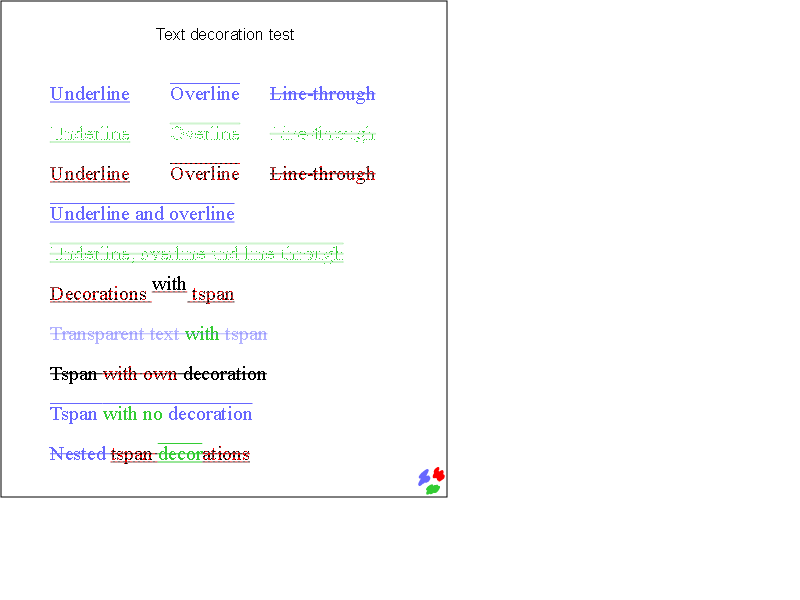 Text decoration test
Underline Overline Line-through
Underline Overline Line-through
Underline Overline Line-through
Underline and overline
Underline, overline and line through
Decorations with tspan
Transparent text with tspan
Tspan with own decoration
Tspan with no decoration
Nested tspan decorations